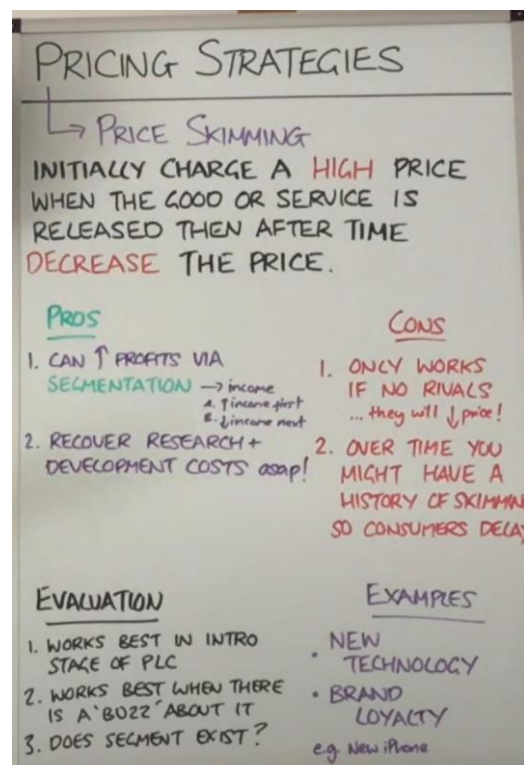 PRICING STRATEGIES
↳ PRICE SKIMMING
INITIALLY CHARGE A HIGH PRICE
WHEN THE GOOD OR SERVICE IS
RELEASED THEN AFTER TIME
DECREASE THE PRICE.
PROS
1. CAN ↑ PROFITS VIA
SEGMENTATION → income
A. ↑ income first
B. ↓ income next
2. RECOVER RESEARCH +
DEVELOPMENT COSTS asap!
CONS
1. ONLY WORKS
IF NO RIVALS
... they will ↓ price!
2. OVER TIME YOU
MIGHT HAVE A
HISTORY OF SKIMMIN
SO CONSUMERS DELAY
EVALUATION
1. WORKS BEST IN INTRO
STAGE OF PLC
2. WORKS BEST WHEN THERE
IS A "BUZZ" ABOUT IT
3. DOES SEGMENT EXIST?
EXAMPLES
• NEW
TECHNOLOGY
• BRAND
LOYALTY
e.g. New iPhone